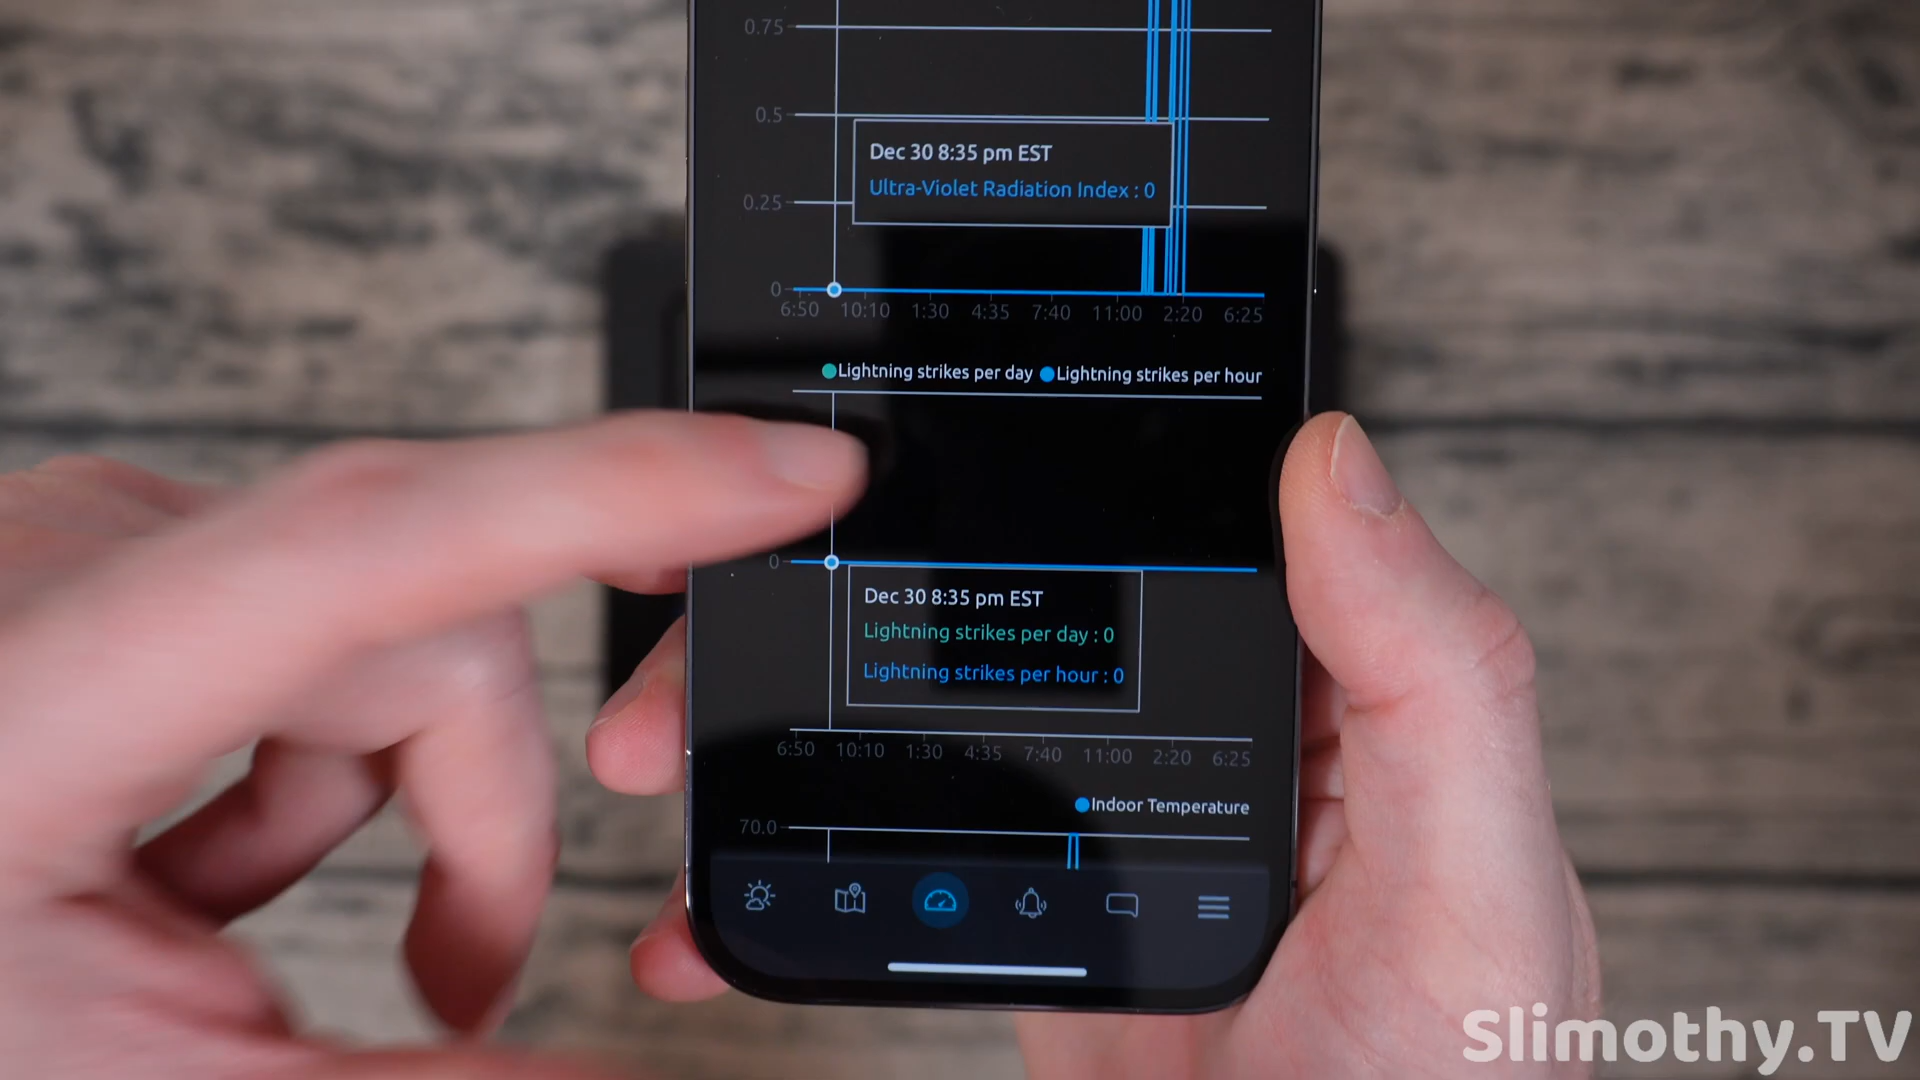 0.75
0.5
Dec 30 8:35 pm EST
Ultra-Violet Radiation Index : 0
0.25
0
6:50 10:10 1:30 4:35 7:40 11:00 2:20 6:25
Lightning strikes per day Lightning strikes per hour
0
Dec 30 8:35 pm EST
Lightning strikes per day : 0
Lightning strikes per hour : 0
6:50 10:10 1:30 4:35 7:40 11:00 2:20 6:25
Indoor Temperature
70.0
Slimothy.TV